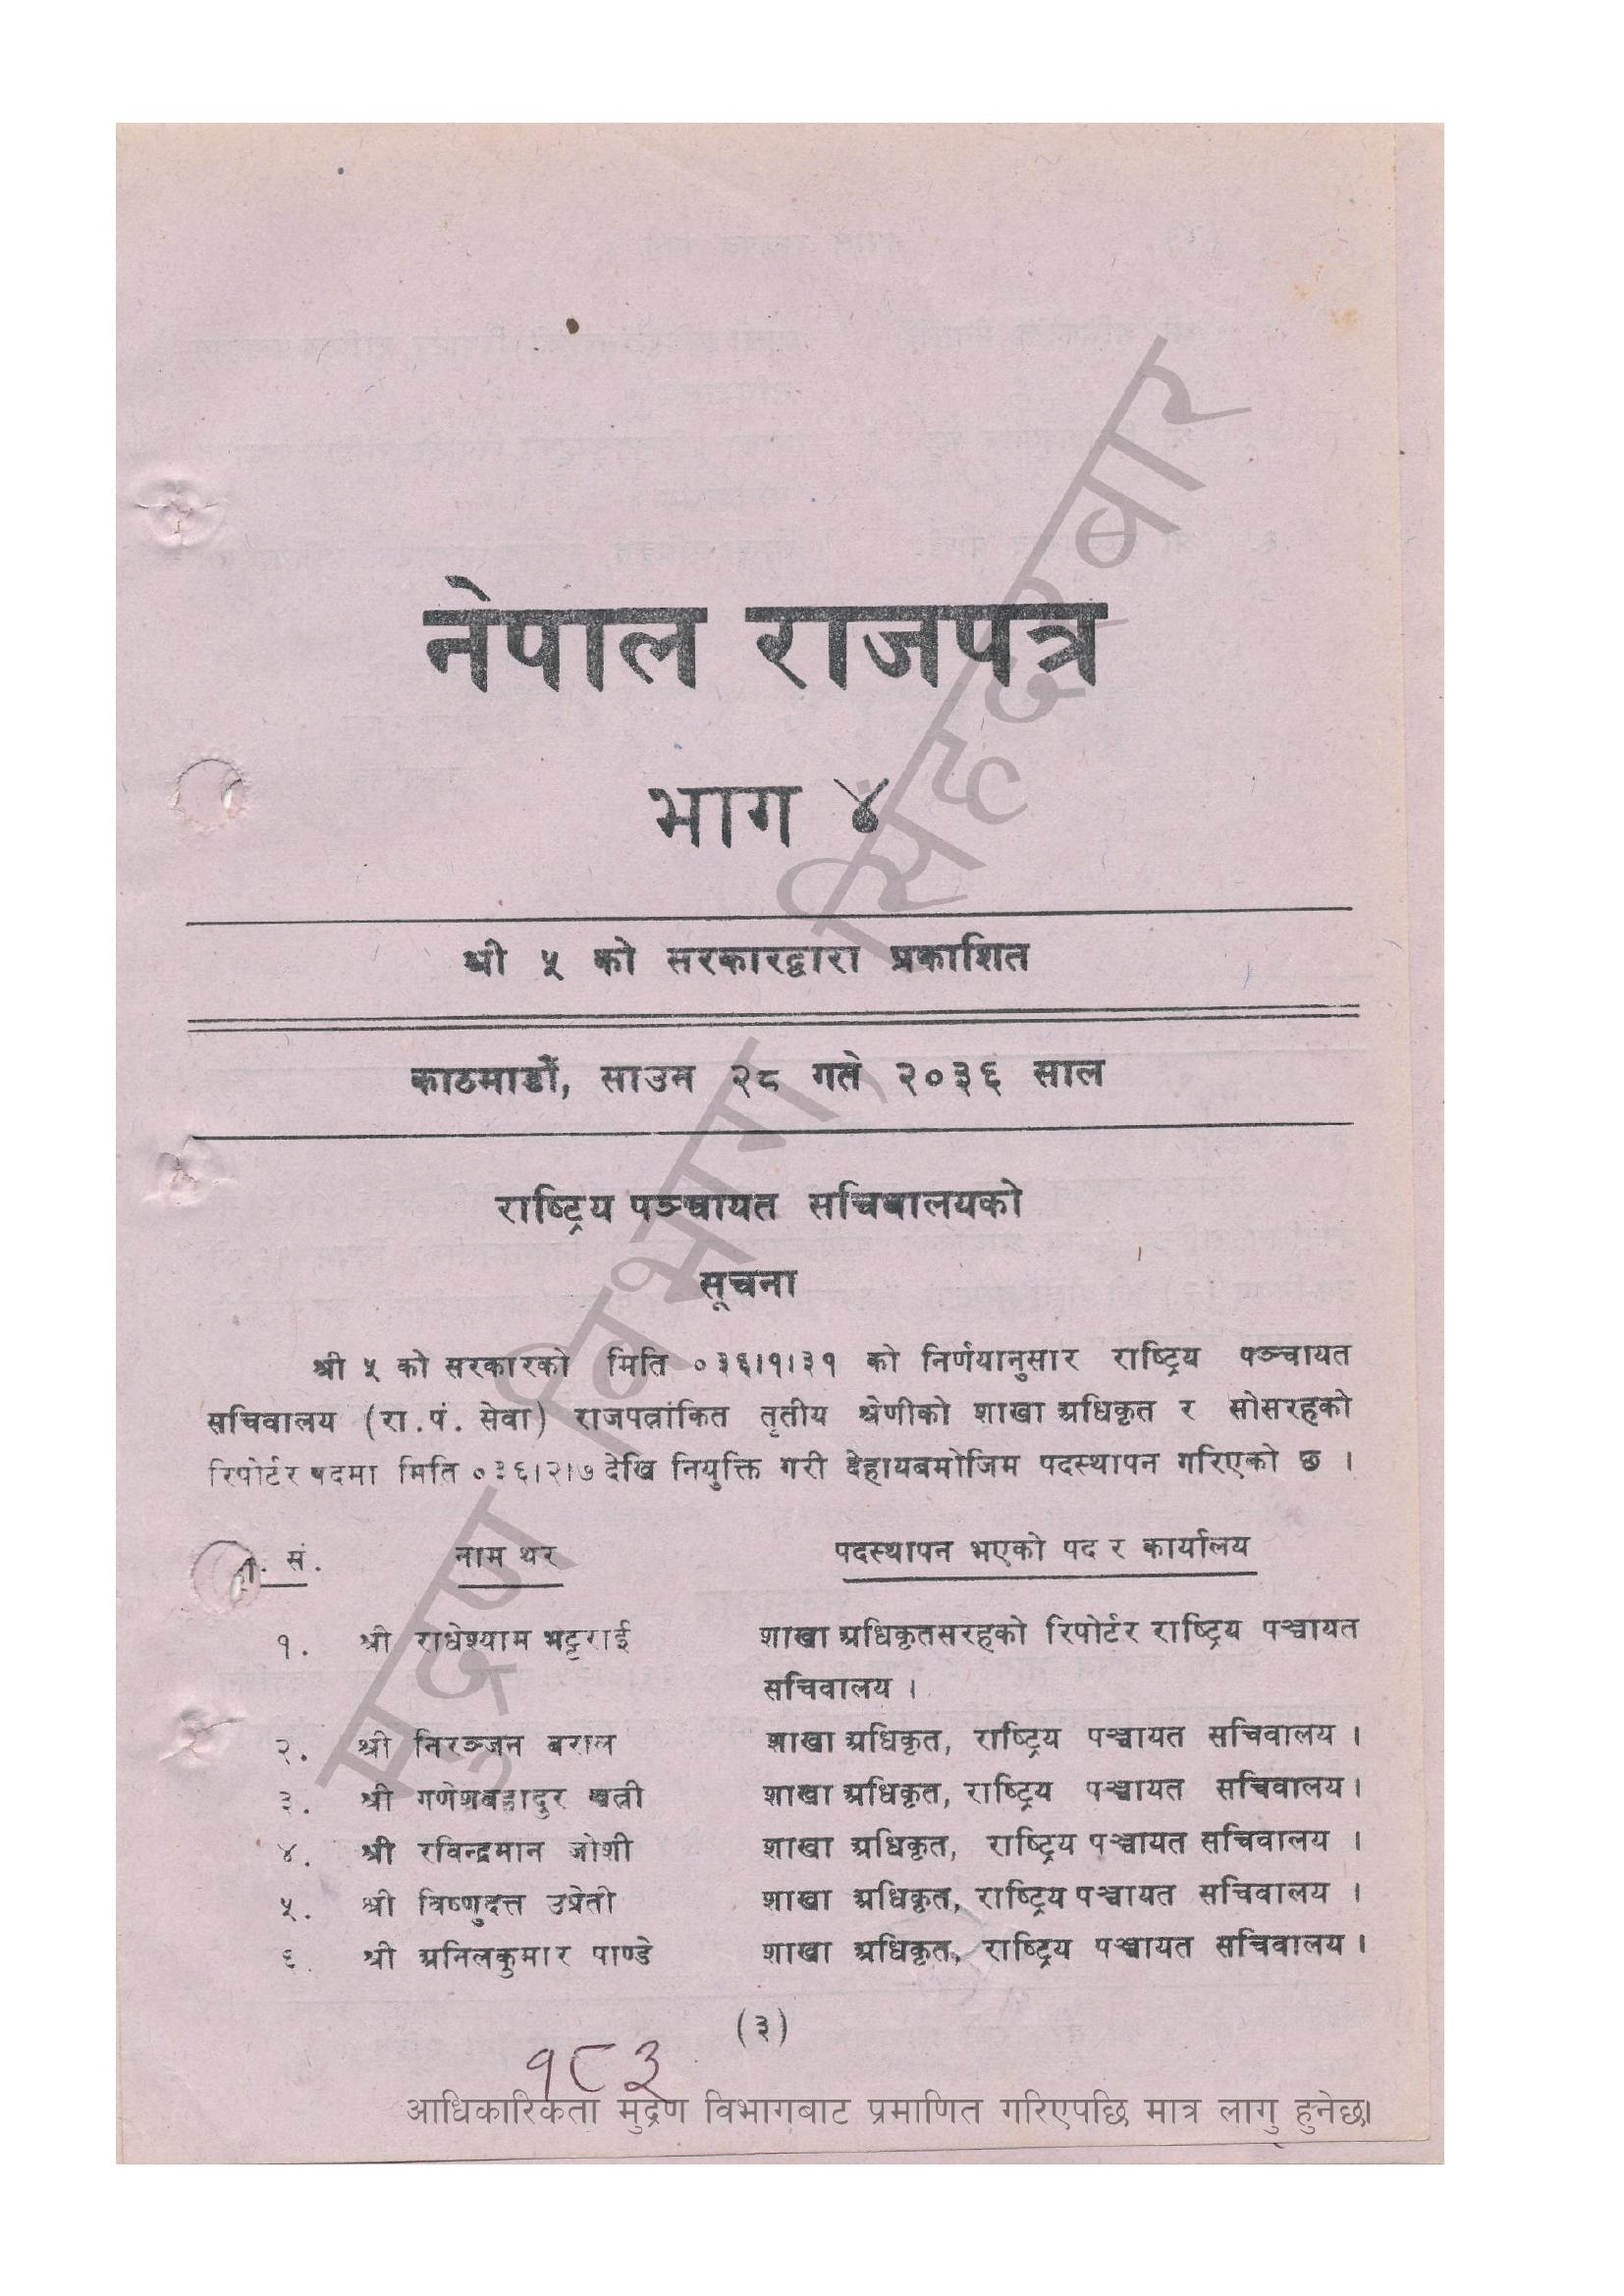 नेपाल राजपत्र
भाग ४
श्री ५ को सरकारद्वारा प्रकाशित
काठमाडौं, साउन २८ गते २०३६ साल
राष्ट्रिय पञ्चायत सचिवालयको
सूचना
श्री ५ को सरकारको मिति ०३६।१।३१ को निर्णयानुसार राष्ट्रिय पञ्चायत
सचिवालय (रा.पं. सेवा) राजपत्रांकित तृतीय श्रेणीको शाखा अधिकृत र सोसरहको
रिपोर्टर पदमा मिति ०३६।२।७ देखि नियुक्ति गरी देहायबमोजिम पदस्थापन गरिएको छ ।
सं. नाम थर पदस्थापन भएको पद र कार्यालय
१. श्री राधेश्याम भट्टराई शाखा अधिकृतसरहको रिपोर्टर राष्ट्रिय पञ्चायत
सचिवालय ।
२. श्री निरञ्जन बराल शाखा अधिकृत, राष्ट्रिय पञ्चायत सचिवालय ।
३. श्री गणेशबहादुर खत्री शाखा अधिकृत, राष्ट्रिय पञ्चायत सचिवालय ।
४. श्री रविन्द्रमान जोशी शाखा अधिकृत, राष्ट्रिय पञ्चायत सचिवालय ।
५. श्री विष्णुदत्त उप्रेती शाखा अधिकृत, राष्ट्रिय पञ्चायत सचिवालय ।
६. श्री अनिलकुमार पाण्डे शाखा अधिकृत, राष्ट्रिय पञ्चायत सचिवालय ।
(३)
१८३
आधिकारिकता मुद्रण विभागबाट प्रमाणित गरिएपछि मात्र लागु हुनेछ।
मुद्रण विभाग, सिंहदरबार